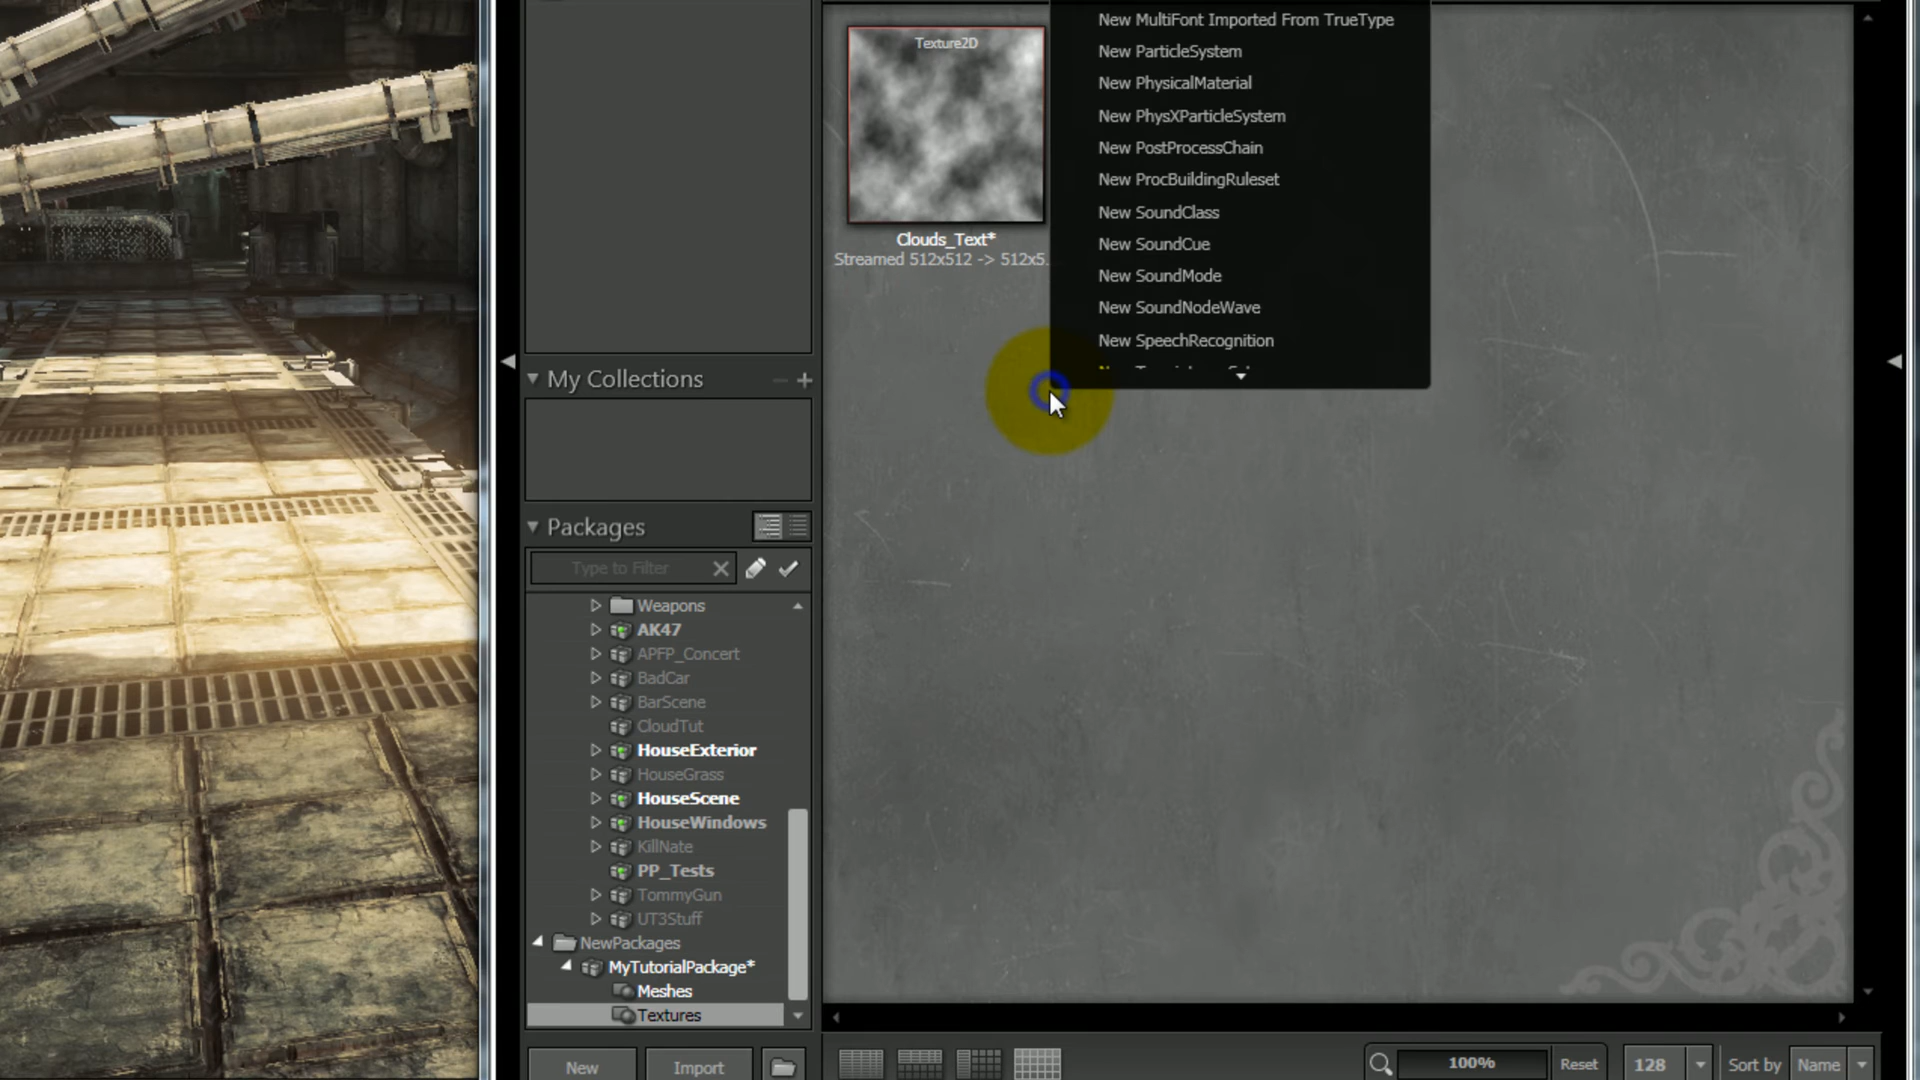 New MultiFont Imported From TrueType
New ParticleSystem
New PhysicalMaterial
New PhysXParticleSystem
New PostProcessChain
New ProcBuildingRuleset
New SoundClass
New SoundCue
New SoundMode
New SoundNodeWave
New SpeechRecognition
Texture2D
Clouds_Text*
Streamed 512x512 -> 512x5.
My Collections
Packages
Type to Filter
Weapons
AK47
APFP_Concert
BadCar
BarScene
CloudTut
HouseExterior
HouseGrass
HouseScene
HouseWindows
KillNate
PP_Tests
TommyGun
UT3Stuff
NewPackages
MyTutorialPackage*
Meshes
Textures
New
Import
100%
Reset
128
Sort by
Name